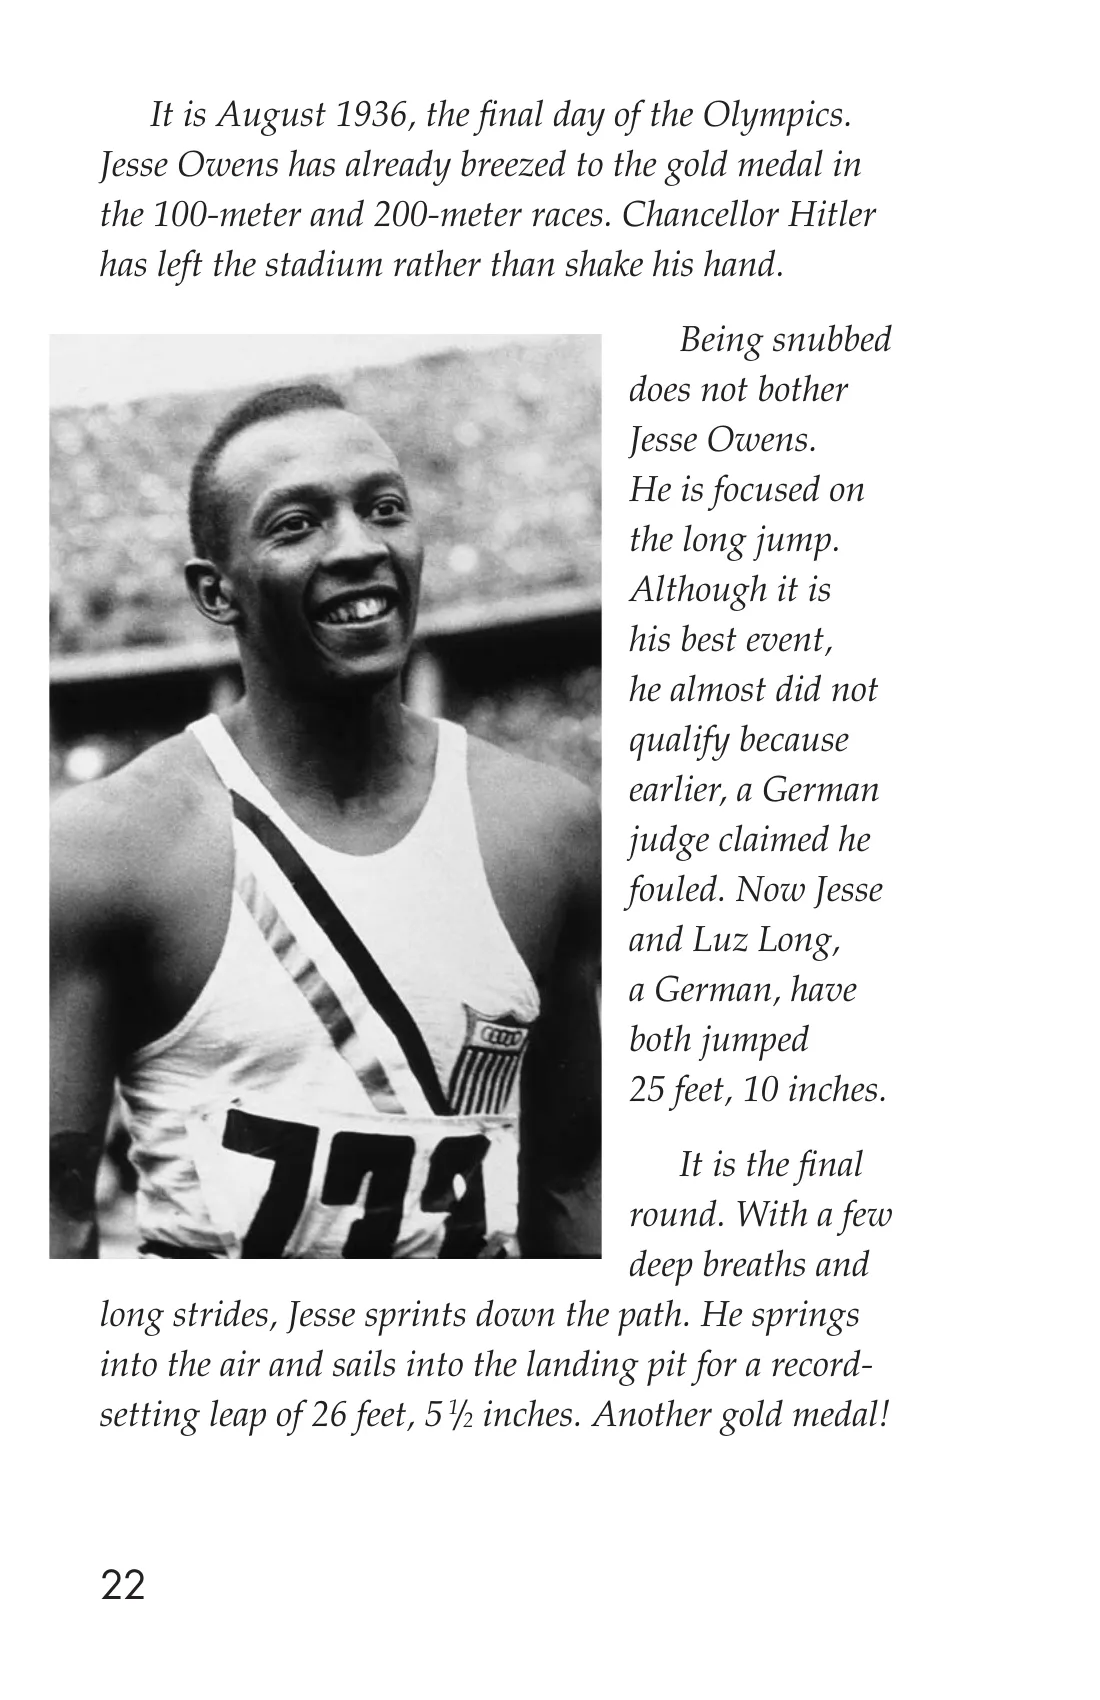 It is August 1936, the final day of the Olympics.
Jesse Owens has already breezed to the gold medal in
the 100-meter and 200-meter races. Chancellor Hitler
has left the stadium rather than shake his hand.
Being snubbed
does not bother
Jesse Owens.
He is focused on
the long jump.
Although it is
his best event,
he almost did not
qualify because
earlier, a German
judge claimed he
fouled. Now Jesse
and Luz Long,
a German, have
both jumped
25 feet, 10 inches.
It is the final
round. With a few
deep breaths and
long strides, Jesse sprints down the path. He springs
into the air and sails into the landing pit for a record-
setting leap of 26 feet, 5 ½ inches. Another gold medal!
22